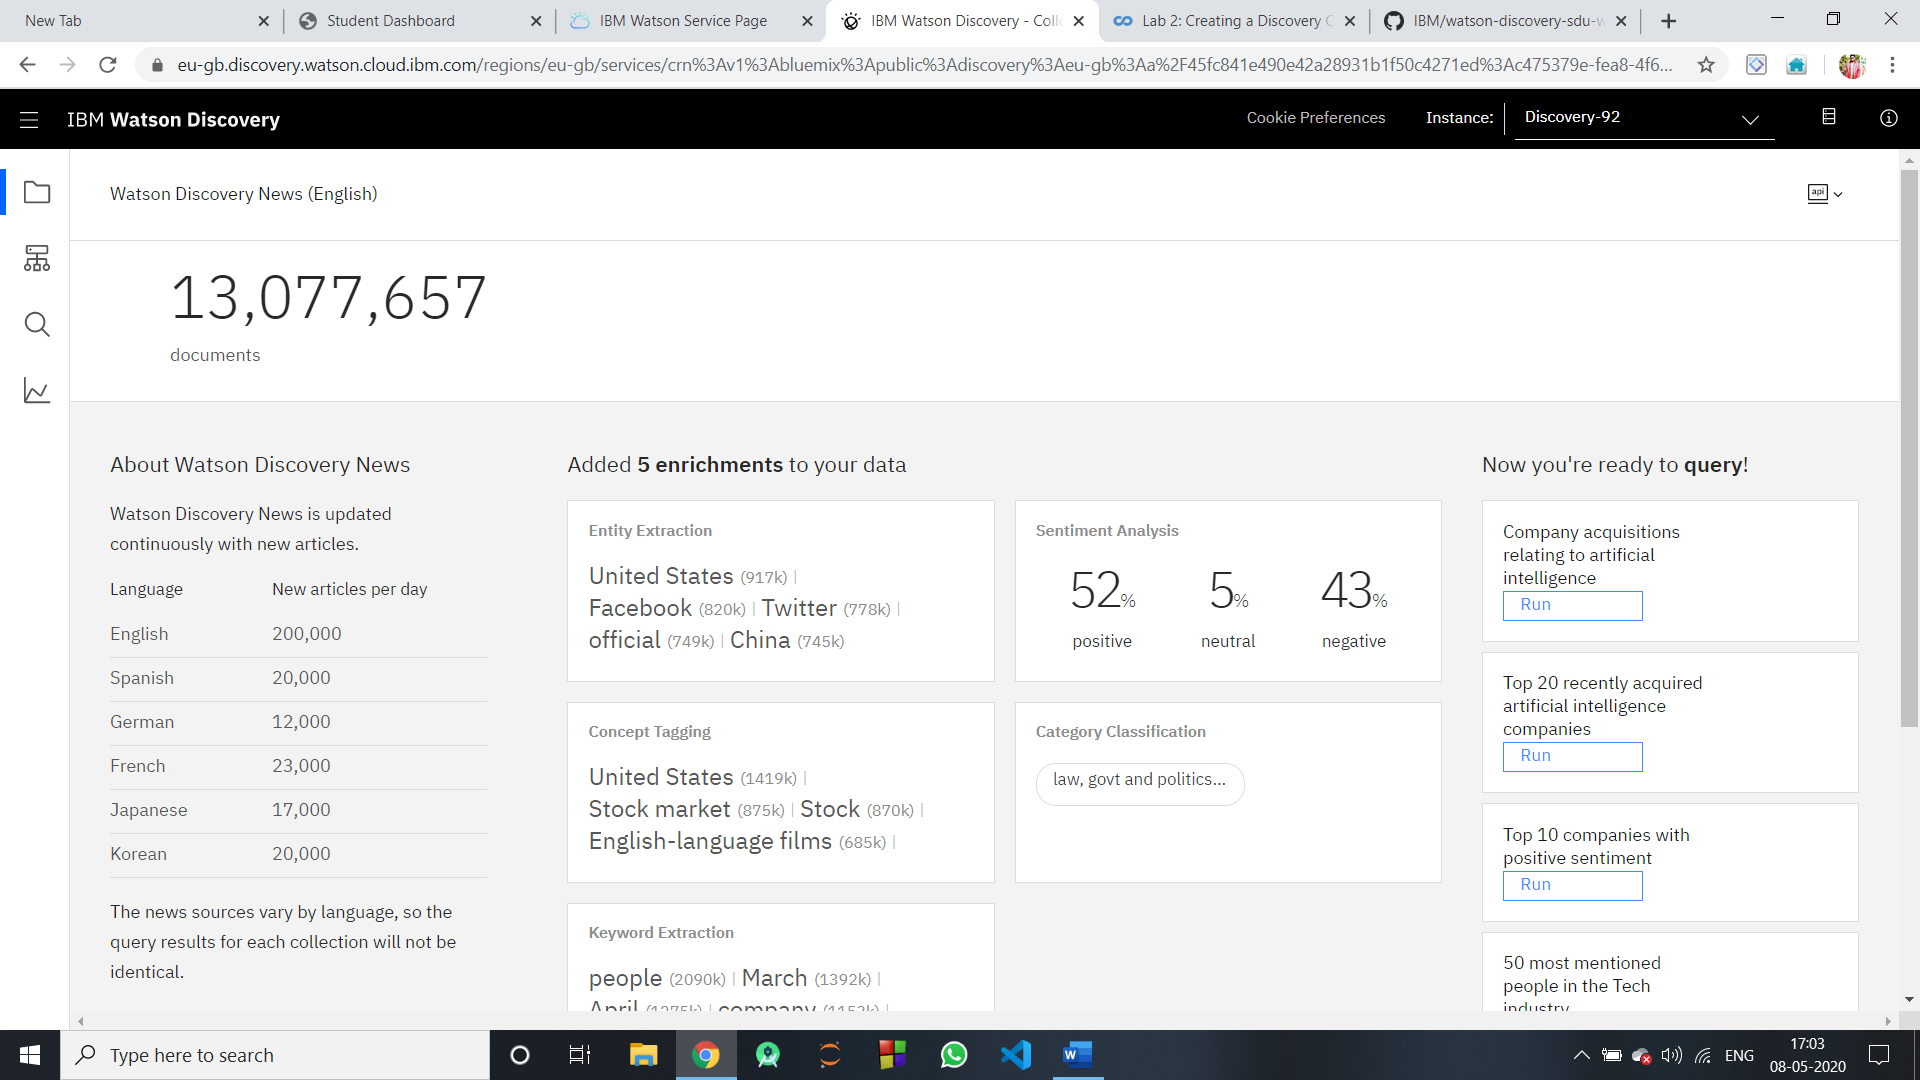 New Tab
Student Dashboard
IBM Watson Service Page
IBM Watson Discovery - Coll
Lab 2: Creating a Discovery C
IBM/watson-discovery-sdu-w
eu-gb.discovery.watson.cloud.ibm.com/regions/eu-gb/services/crn%3Av1%3Abluemix%3Apublic%3Adiscovery%3Aeu-gb%3Aa%2F45fc841e490e42a28931b1f50c4271ed%3Ac475379e-fea8-4f6...
IBM Watson Discovery
Cookie Preferences
Instance:
Discovery-92
Watson Discovery News (English)
api
13,077,657
documents
About Watson Discovery News
Watson Discovery News is updated
continuously with new articles.
Language New articles per day
English 200,000
Spanish 20,000
German 12,000
French 23,000
Japanese 17,000
Korean 20,000
The news sources vary by language, so the
query results for each collection will not be
identical.
Added 5 enrichments to your data
Entity Extraction
United States (917k) |
Facebook (820k) | Twitter (778k) |
official (749k) | China (745k)
Sentiment Analysis
52% 5% 43%
positive neutral negative
Concept Tagging
United States (1419k) |
Stock market (875k) | Stock (870k) |
English-language films (685k) |
Category Classification
law, govt and politics...
Keyword Extraction
people (2090k) | March (1392k) |
April (1275k) | company (1153k) |
Now you're ready to query!
Company acquisitions
relating to artificial
intelligence
Run
Top 20 recently acquired
artificial intelligence
companies
Run
Top 10 companies with
positive sentiment
Run
50 most mentioned
people in the Tech
industry
Type here to search
ENG
17:03
08-05-2020